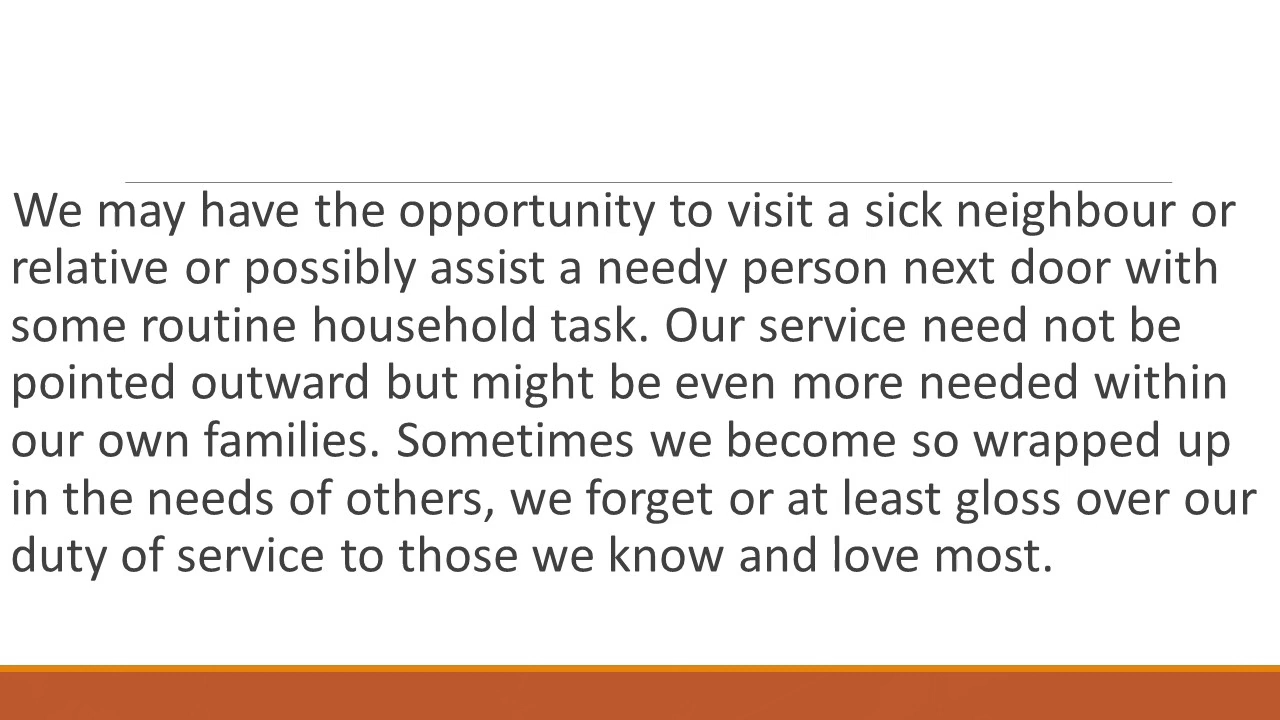 We may have the opportunity to visit a sick neighbour or
relative or possibly assist a needy person next door with
some routine household task. Our service need not be
pointed outward but might be even more needed within
our own families. Sometimes we become so wrapped up
in the needs of others, we forget or at least gloss over our
duty of service to those we know and love most.